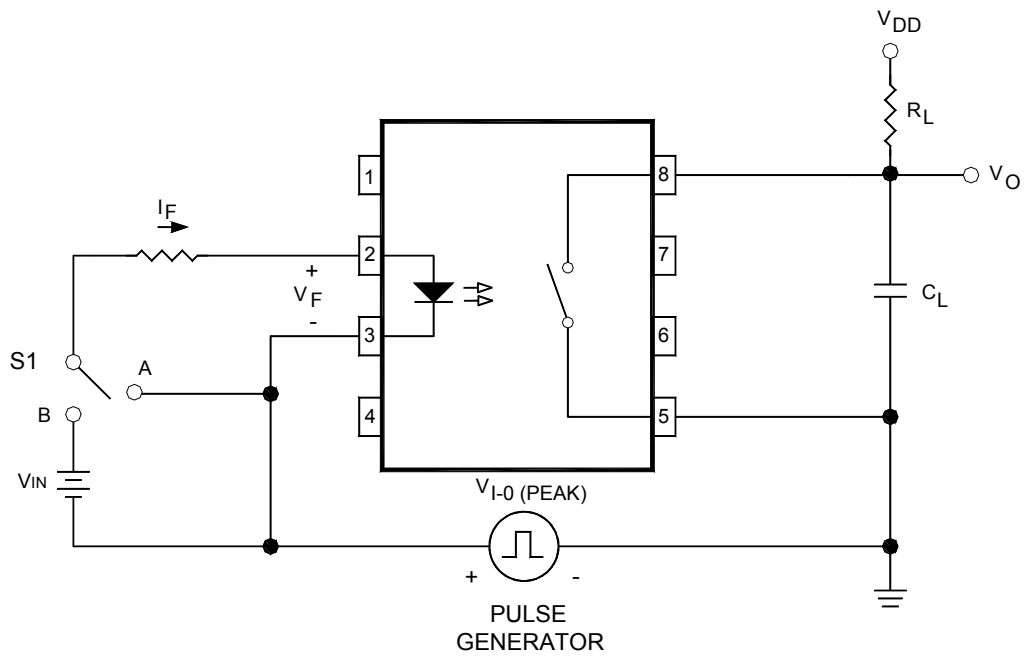 VDD
RL
1
8
VO
IF
2
7
+
VF
-
CL
3
6
S1
A
B
4
5
VIN
VI-0 (PEAK)
+
-
PULSE
GENERATOR